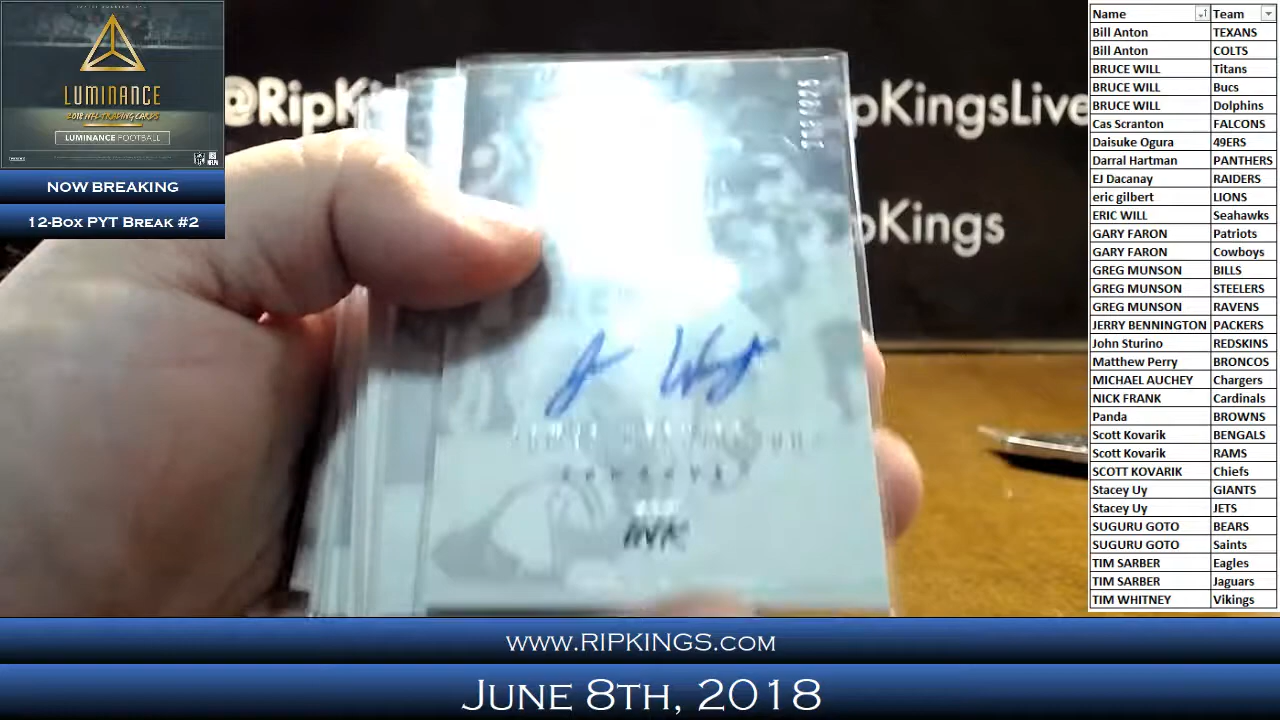 LUMINANCE
2018 NFL TRADING CARDS
LUMINANCE FOOTBALL
NOW BREAKING
12-Box PYT Break #2
@RipKi
pKingsLive
pKings
Name Team
Bill Anton TEXANS
Bill Anton COLTS
BRUCE WILL Titans
BRUCE WILL Bucs
BRUCE WILL Dolphins
Cas Scranton FALCONS
Daisuke Ogura 49ERS
Darral Hartman PANTHERS
EJ Dacanay RAIDERS
eric gilbert LIONS
ERIC WILL Seahawks
GARY FARON Patriots
GARY FARON Cowboys
GREG MUNSON BILLS
GREG MUNSON STEELERS
GREG MUNSON RAVENS
JERRY BENNINGTON PACKERS
John Sturino REDSKINS
Matthew Perry BRONCOS
MICHAEL AUCHEY Chargers
NICK FRANK Cardinals
Panda BROWNS
Scott Kovarik BENGALS
Scott Kovarik RAMS
SCOTT KOVARIK Chiefs
Stacey Uy GIANTS
Stacey Uy JETS
SUGURU GOTO BEARS
SUGURU GOTO Saints
TIM SARBER Eagles
TIM SARBER Jaguars
TIM WHITNEY Vikings
www.RIPKINGS.com
June 8th, 2018